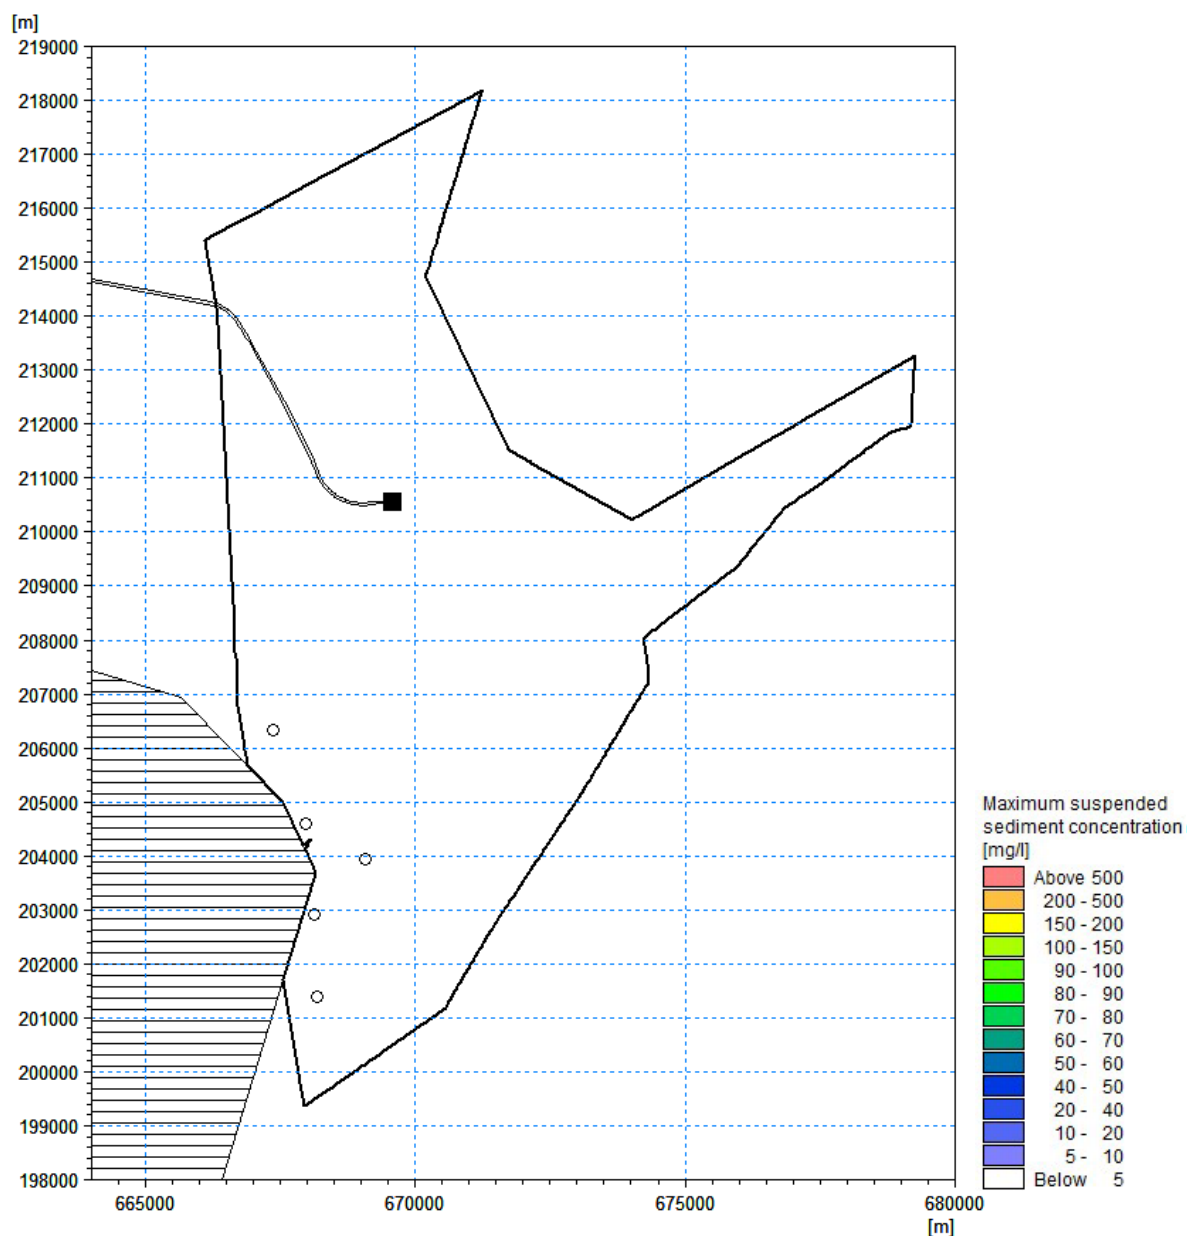 [m]
219000
218000
217000
216000
215000
214000
213000
212000
211000
210000
209000
208000
207000
206000
205000
204000
203000
202000
201000
200000
199000
198000
665000 670000 675000 680000
[m]
Maximum suspended
sediment concentration
[mg/l]
Above 500
200 - 500
150 - 200
100 - 150
90 - 100
80 - 90
70 - 80
60 - 70
50 - 60
40 - 50
20 - 40
10 - 20
5 - 10
Below 5